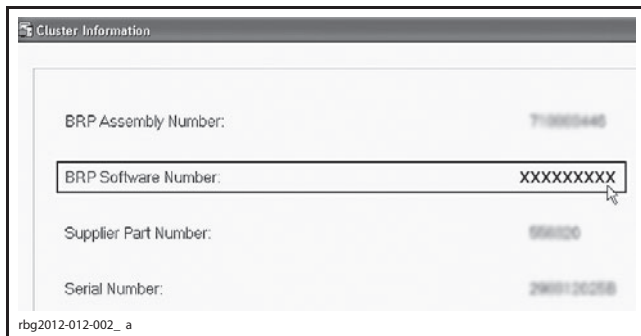 Cluster Information
BRP Assembly Number:
BRP Software Number: XXXXXXXXX
Supplier Part Number:
Serial Number:
rbg2012-012-002_ a